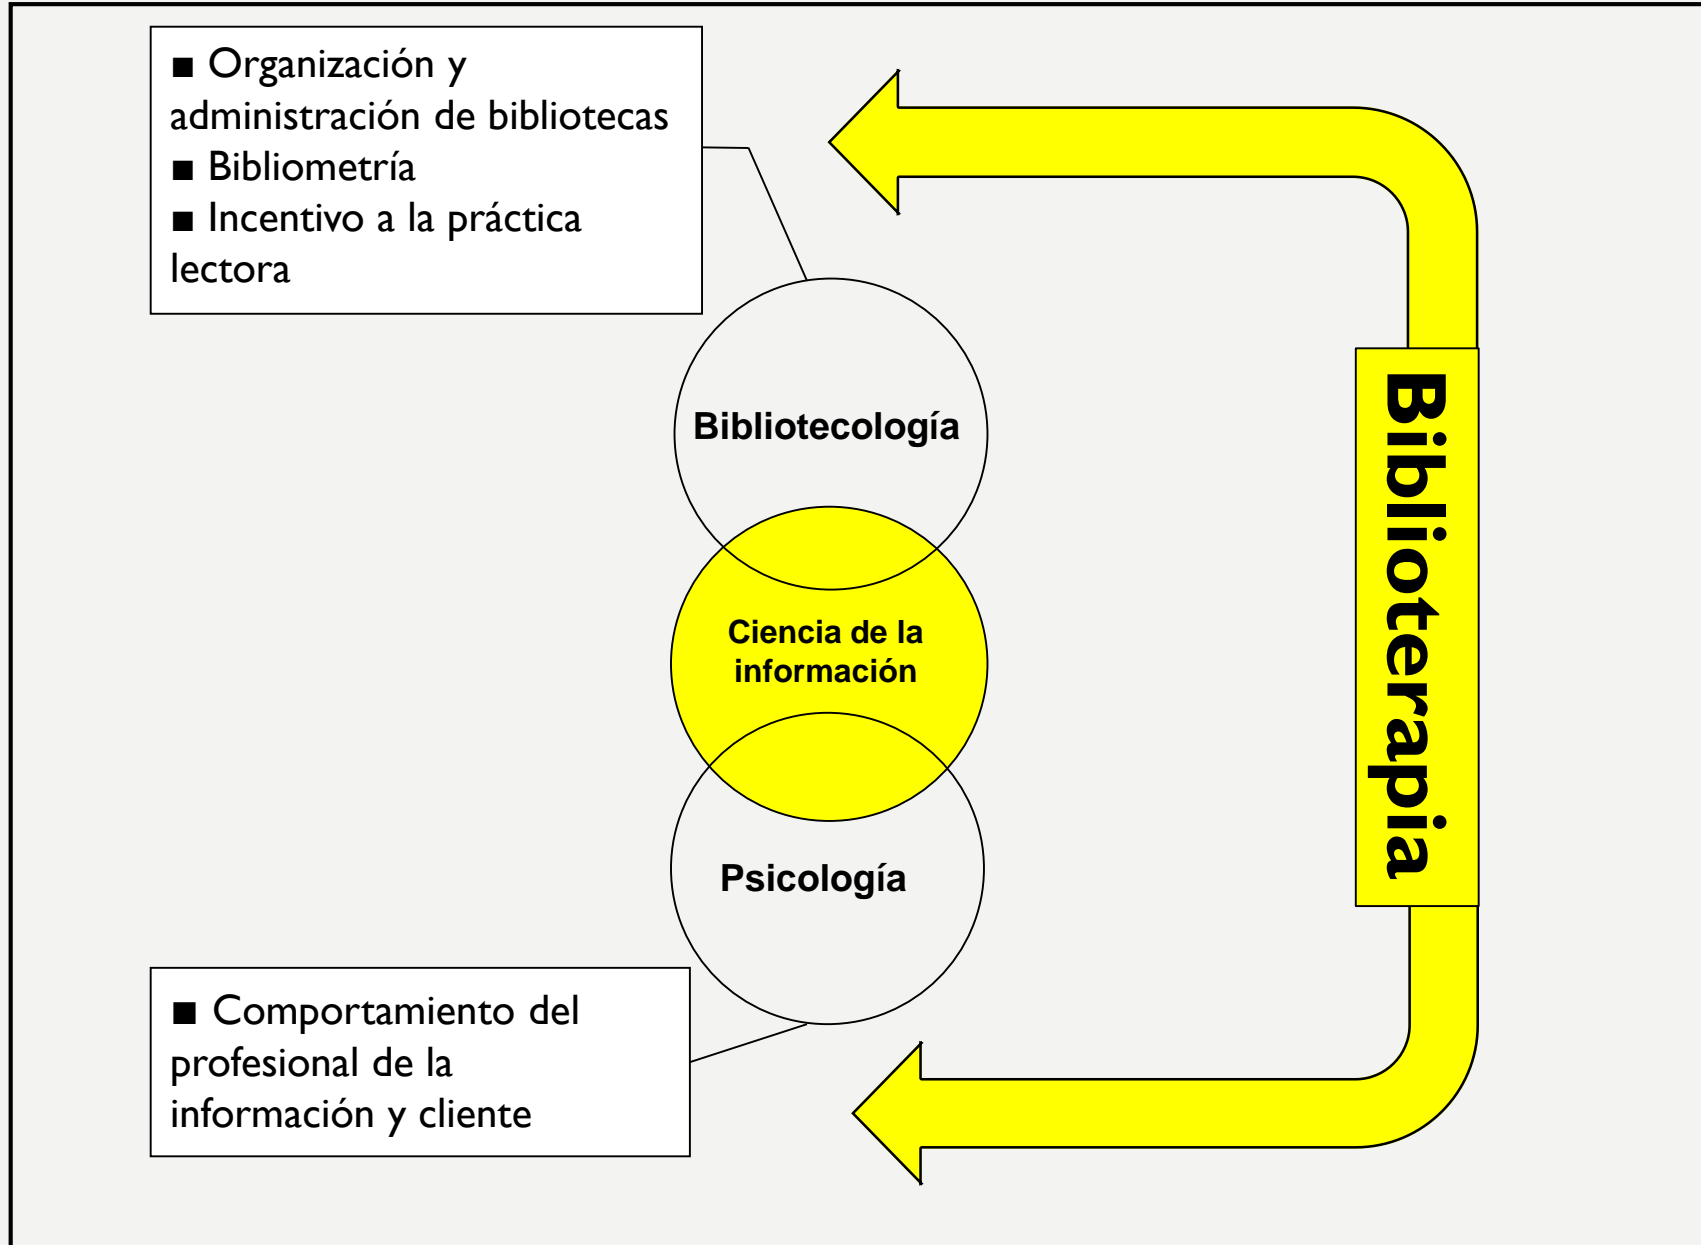 ■ Organización y
administración de bibliotecas
■ Bibliometría
■ Incentivo a la práctica
lectora
Bibliotecología
Ciencia de la
información
Psicología
■ Comportamiento del
profesional de la
información y cliente
Biblioterapia